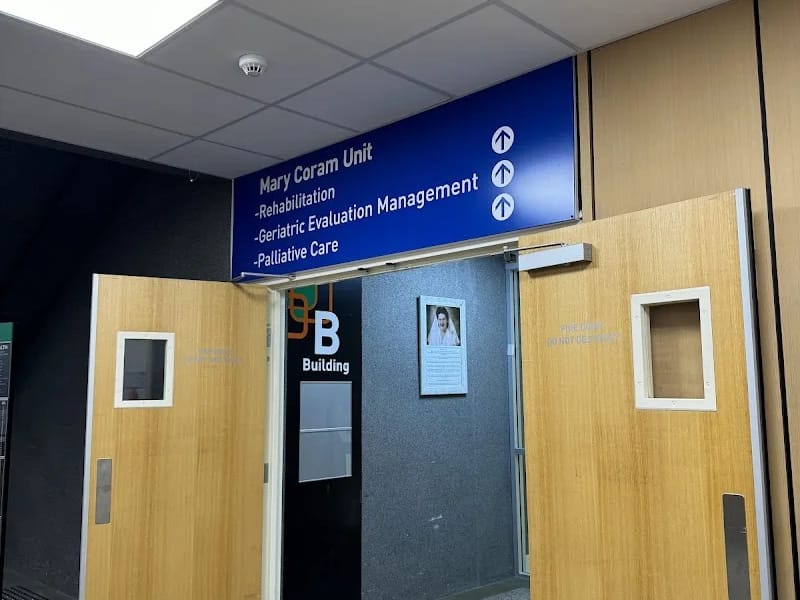 Mary Coram Unit
-Rehabilitation
-Geriatric Evaluation Management
-Palliative Care
B
Building
FIRE DOOR
DO NOT OBSTRUCT